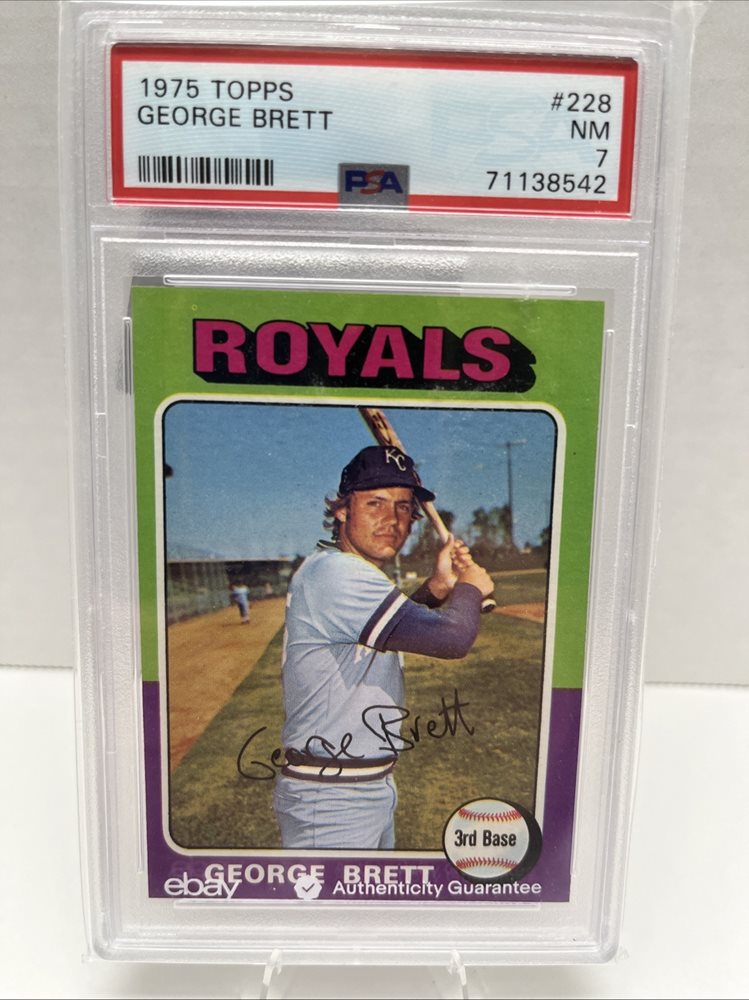 1975 TOPPS #228
GEORGE BRETT NM
7
PSA 71138542
ROYALS
KC
George Brett
3rd Base
GEORGE BRETT
ebay Authenticity Guarantee